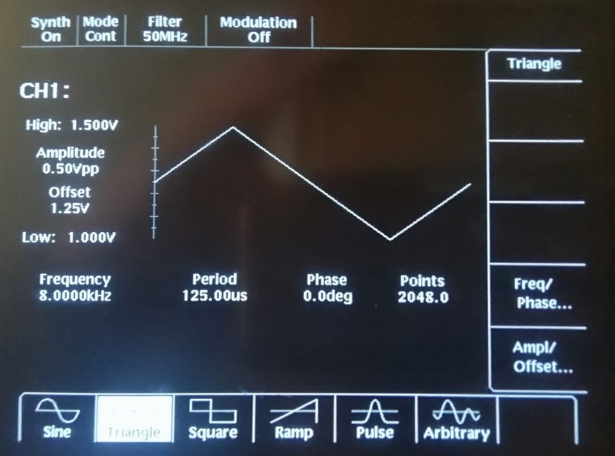 Synth Mode Filter Modulation
On Cont 50MHz Off
Triangle
CH1:
High: 1.500V
Amplitude
0.50Vpp
Offset
1.25V
Low: 1.000V
Frequency Period Phase Points
8.0000kHz 125.00us 0.0deg 2048.0
Freq/
Phase...
Ampl/
Offset...
Sine Triangle Square Ramp Pulse Arbitrary